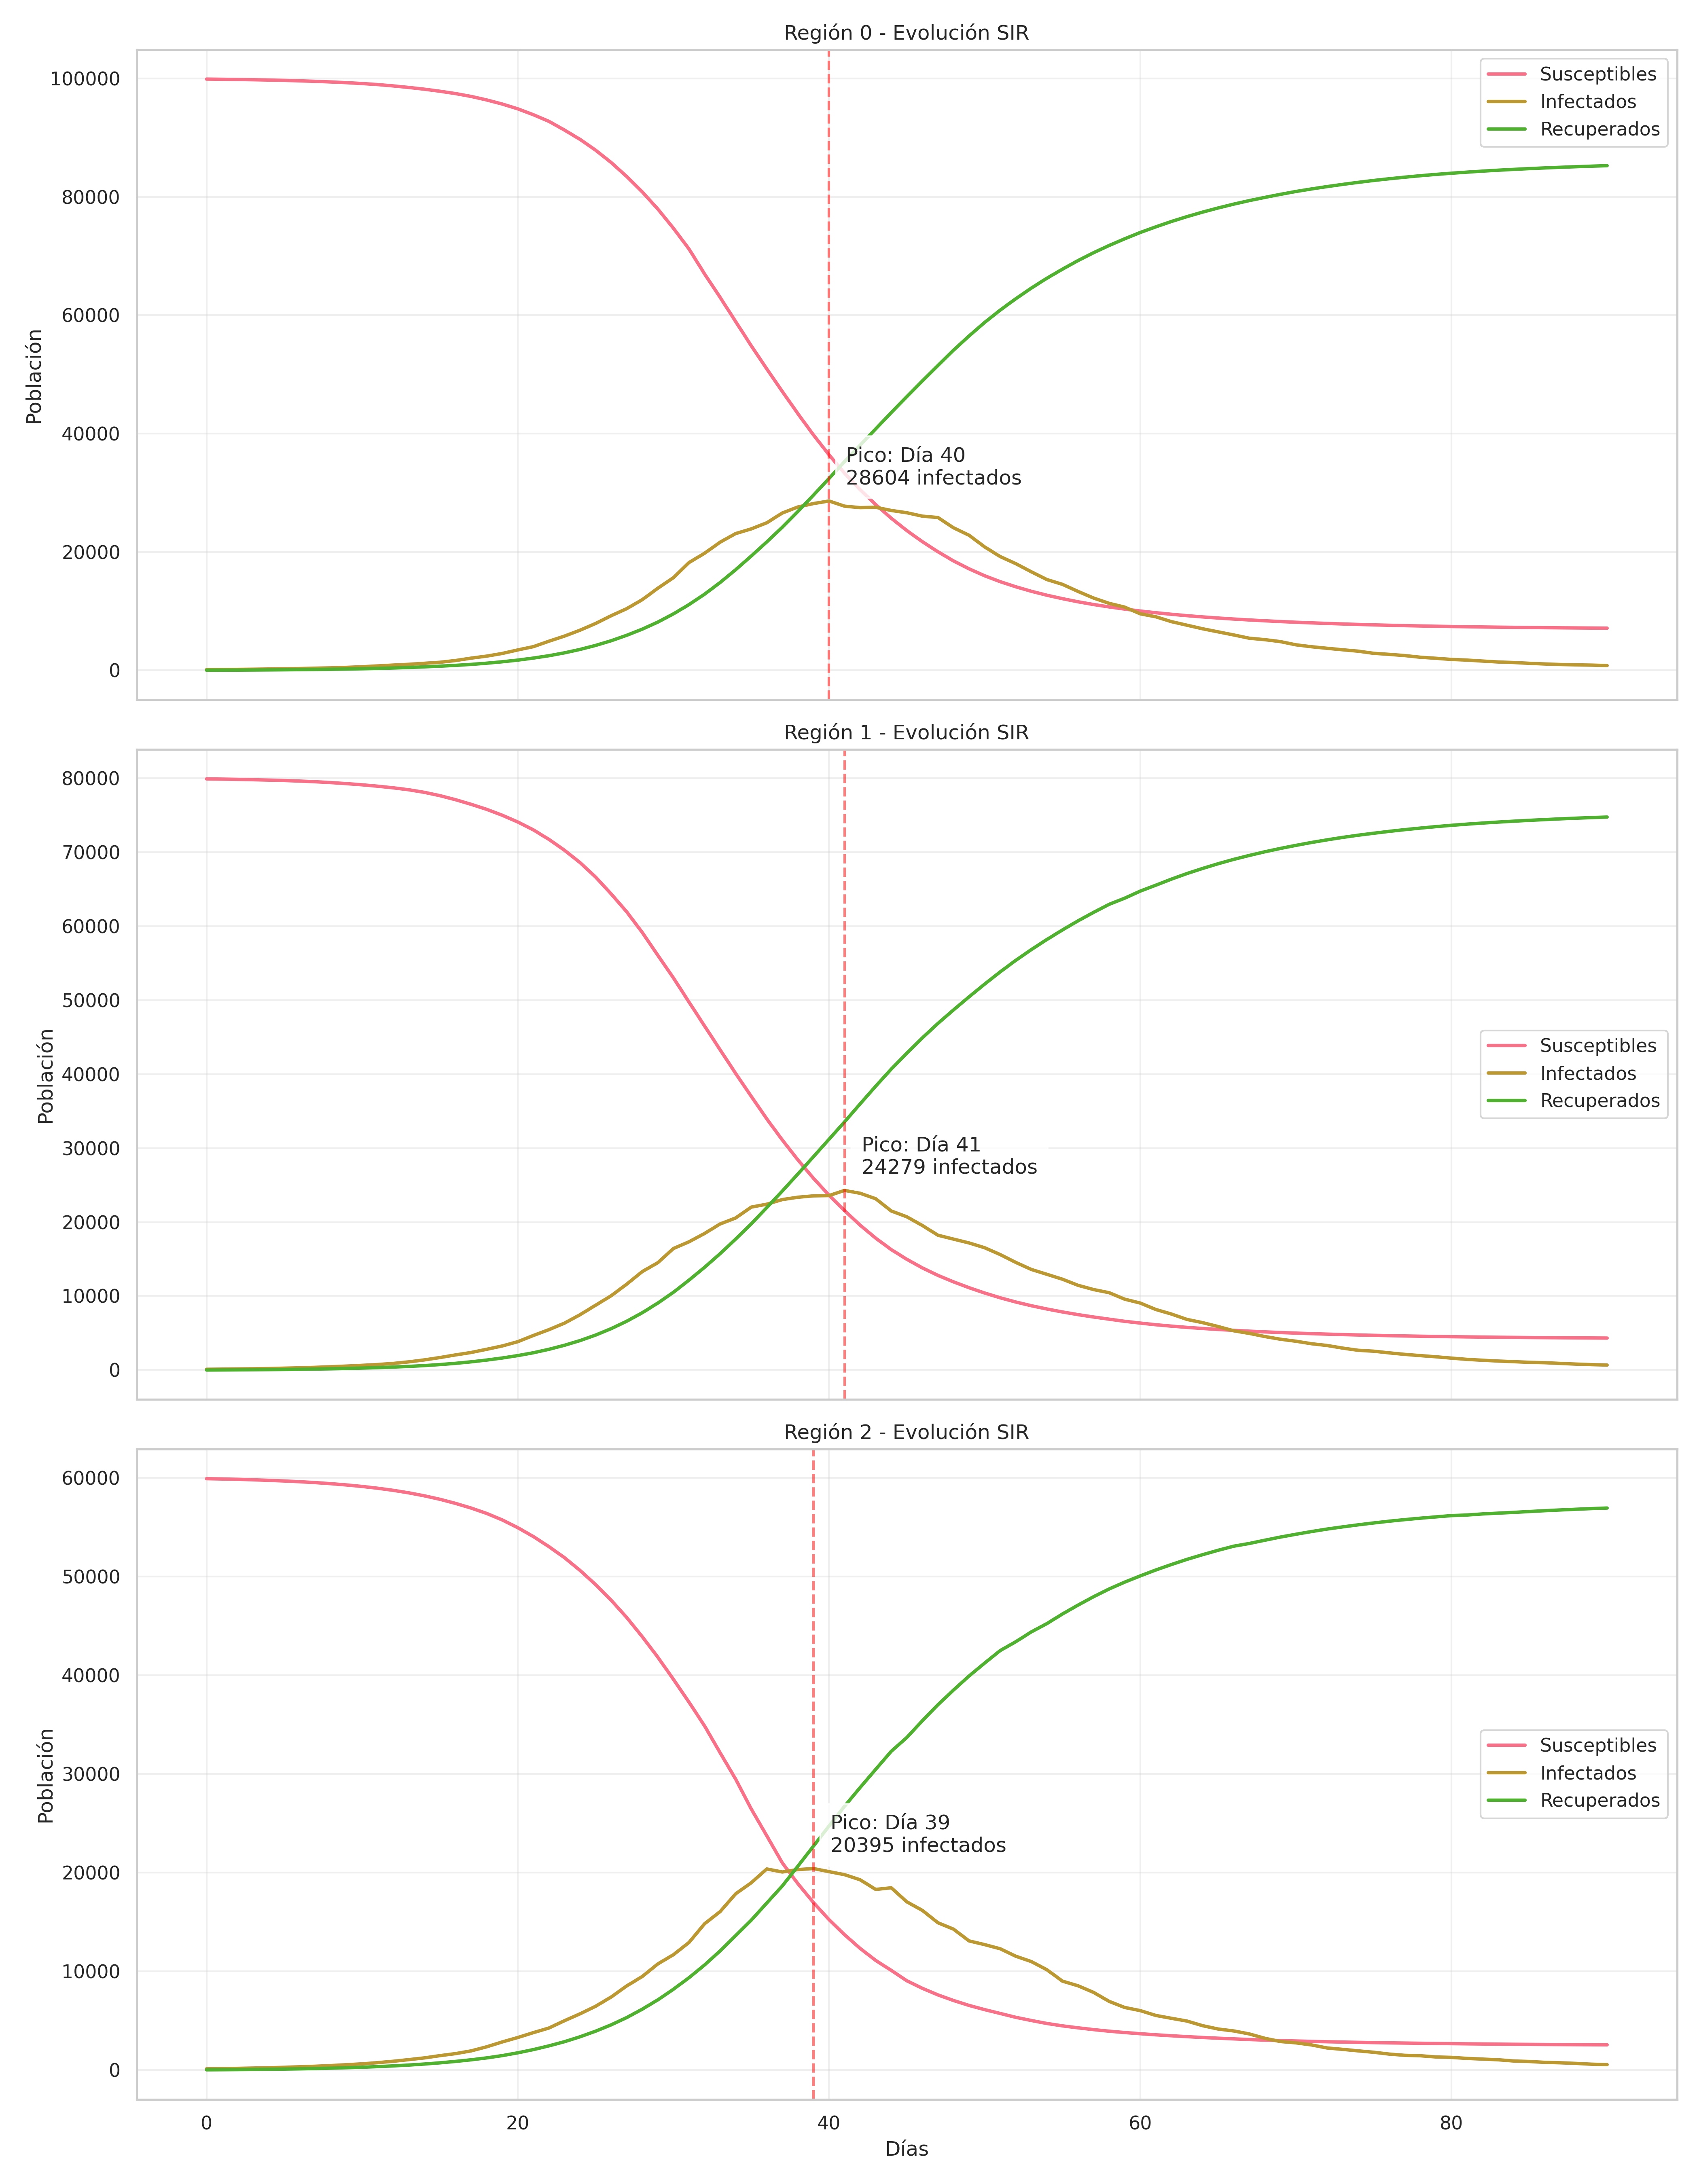 Región 0 - Evolución SIR
100000
80000
60000
40000
20000
0
Población
Susceptibles
Infectados
Recuperados
Pico: Día 40
28604 infectados
Región 1 - Evolución SIR
80000
70000
60000
50000
40000
30000
20000
10000
0
Población
Susceptibles
Infectados
Recuperados
Pico: Día 41
24279 infectados
Región 2 - Evolución SIR
60000
50000
40000
30000
20000
10000
0
Población
Susceptibles
Infectados
Recuperados
Pico: Día 39
20395 infectados
0 20 40 60 80
Días